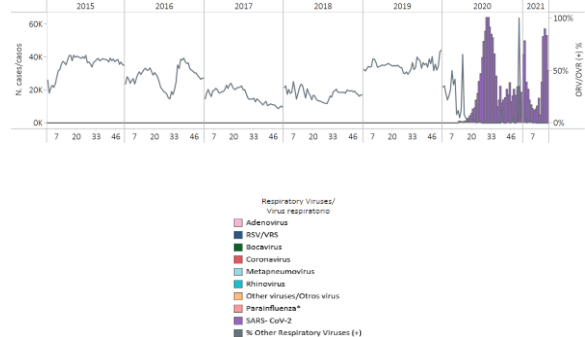 2015 2016 2017 2018 2019 2020 2021
60K
40K
20K
0K
N. cases/casos
100%
50%
0%
ORV/OVR (+) %
7 20 33 46 7 20 33 46 7 20 33 46 7 20 33 46 7 20 33 46 7 20 33 46 7
Respiratory Viruses/
Virus respiratorio
Adenovirus
RSV/VRS
Bocavirus
Coronavirus
Metapneumovirus
Rhinovirus
Other viruses/Otros virus
Parainfluenza*
SARS- CoV-2
% Other Respiratory Viruses (+)